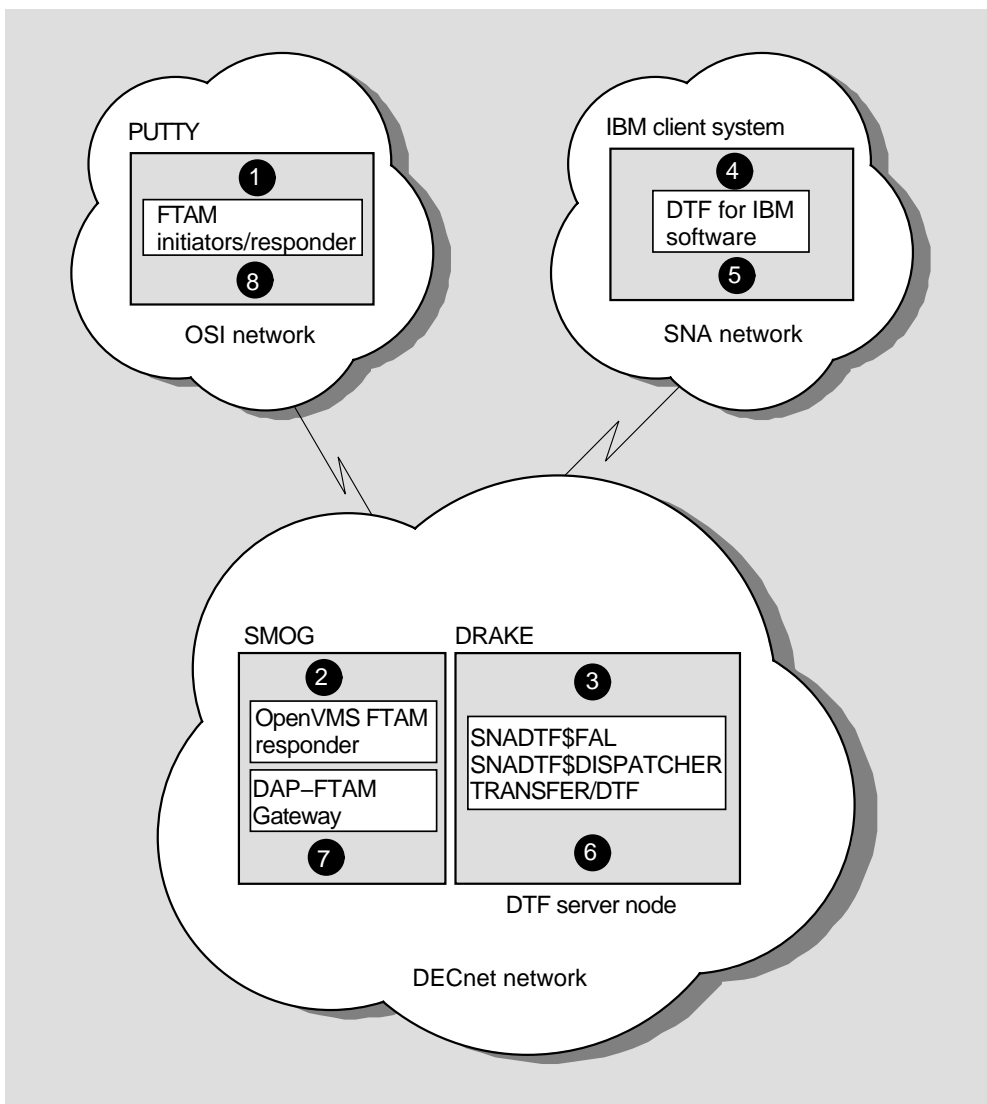 PUTTY
1
FTAM
initiators/responder
8
OSI network
IBM client system
4
DTF for IBM
software
5
SNA network
SMOG
2
OpenVMS FTAM
responder
DAP–FTAM
Gateway
7
DRAKE
3
SNADTF$FAL
SNADTF$DISPATCHER
TRANSFER/DTF
6
DTF server node
DECnet network